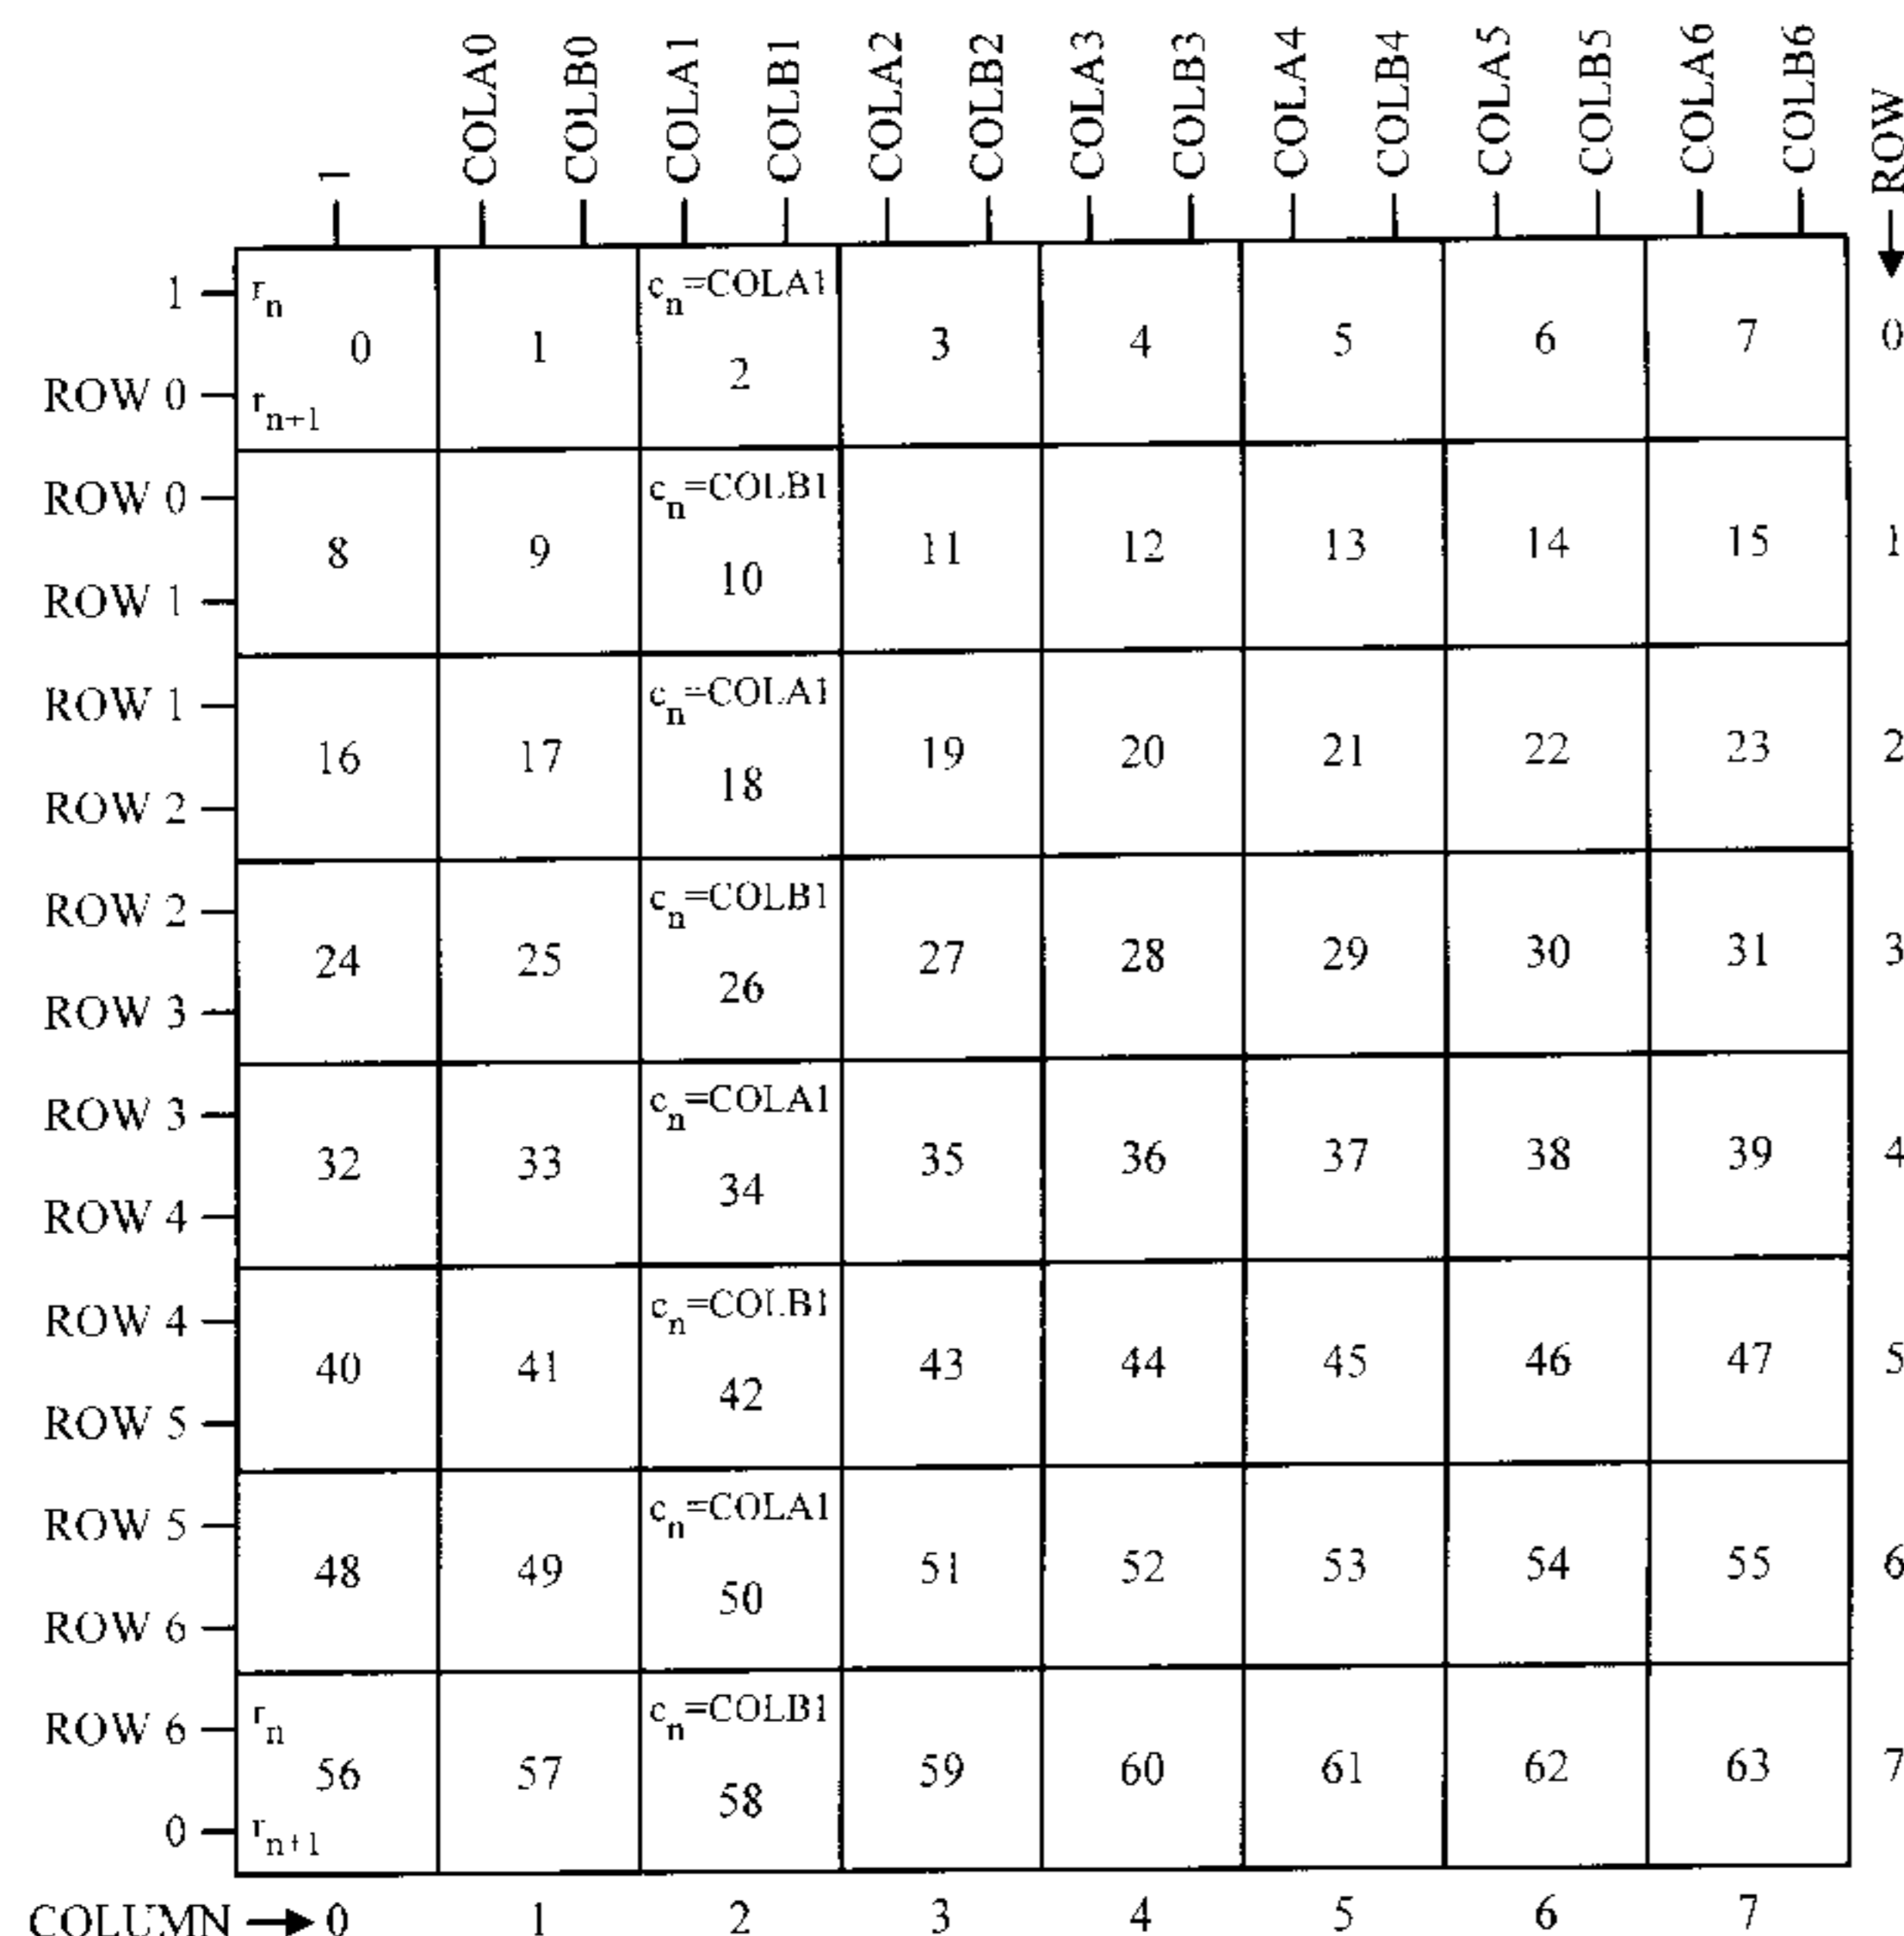 1 COLA0 COLB0 COLA1 COLB1 COLA2 COLB2 COLA3 COLB3 COLA4 COLB4 COLA5 COLB5 COLA6 COLB6 ROW
1 rn cn=COLA1
0 1 2 3 4 5 6 7 0
ROW 0 rn+1
ROW 0 cn=COLB1
8 9 10 11 12 13 14 15 1
ROW 1
ROW 1 cn=COLA1
16 17 18 19 20 21 22 23 2
ROW 2
ROW 2 cn=COLB1
24 25 26 27 28 29 30 31 3
ROW 3
ROW 3 cn=COLA1
32 33 34 35 36 37 38 39 4
ROW 4
ROW 4 cn=COLB1
40 41 42 43 44 45 46 47 5
ROW 5
ROW 5 cn=COLA1
48 49 50 51 52 53 54 55 6
ROW 6
ROW 6 rn cn=COLB1
56 57 58 59 60 61 62 63 7
0 rn+1
COLUMN 0 1 2 3 4 5 6 7